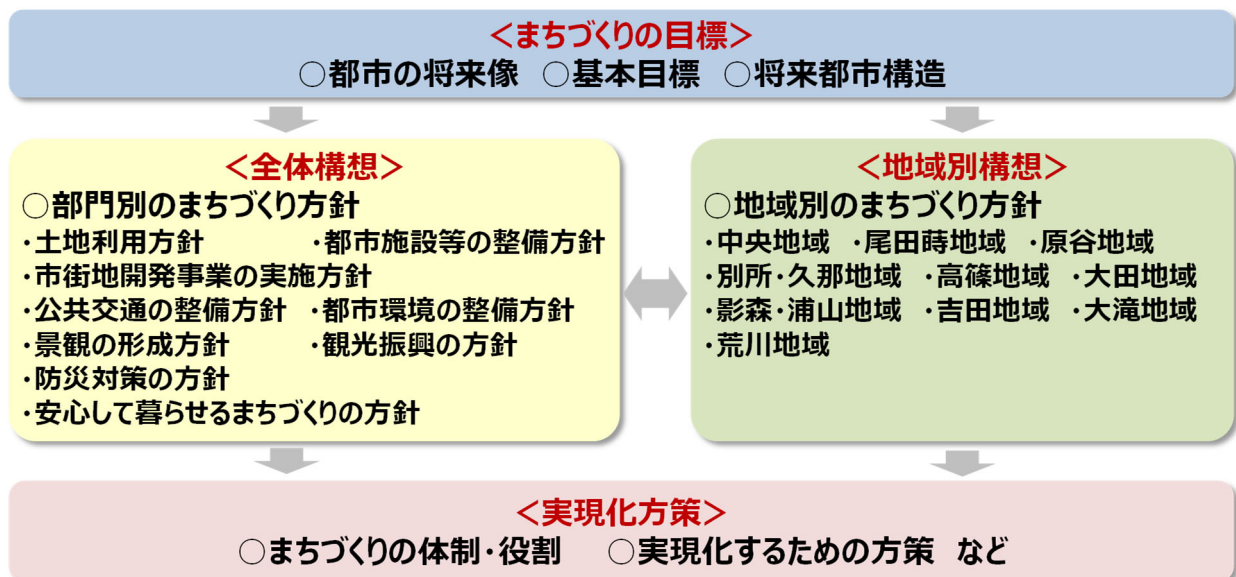 <まちづくりの目標>
○都市の将来像 ○基本目標 ○将来都市構造
<全体構想>
○部門別のまちづくり方針
・土地利用方針 ・都市施設等の整備方針
・市街地開発事業の実施方針
・公共交通の整備方針 ・都市環境の整備方針
・景観の形成方針 ・観光振興の方針
・防災対策の方針
・安心して暮らせるまちづくりの方針
<地域別構想>
○地域別のまちづくり方針
・中央地域 ・尾田蒔地域 ・原谷地域
・別所・久那地域 ・高篠地域 ・大田地域
・影森・浦山地域 ・吉田地域 ・大滝地域
・荒川地域
<実現化方策>
○まちづくりの体制・役割 ○実現化するための方策 など